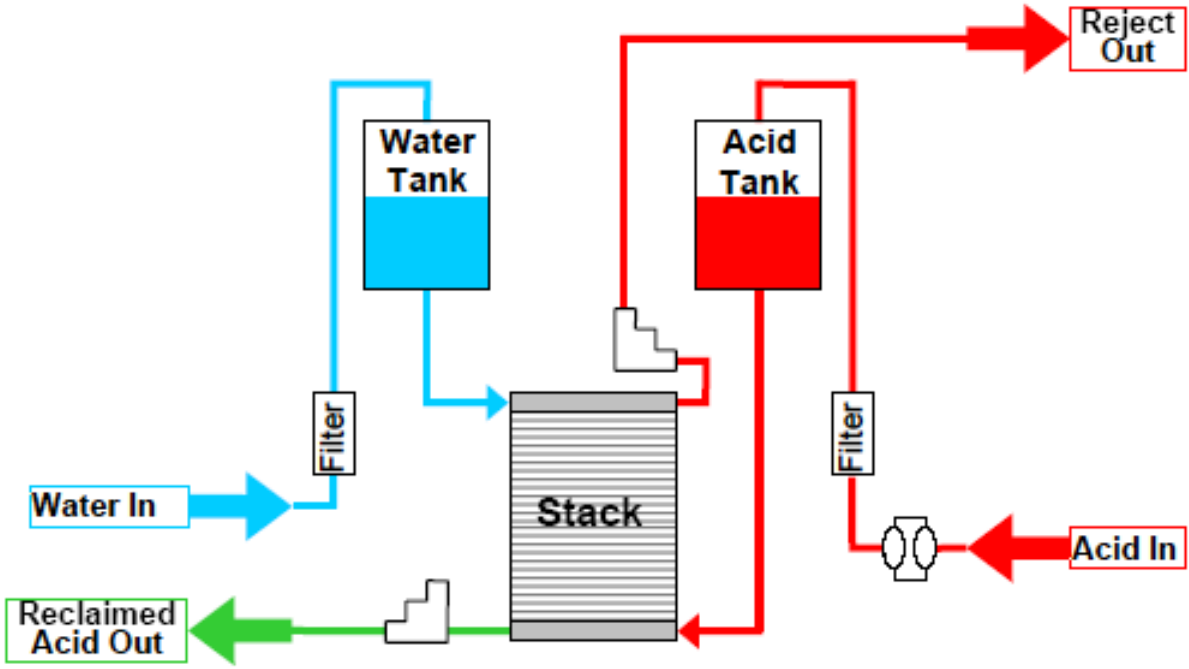 Reject
Out
Water
Tank
Acid
Tank
Filter
Filter
Water In
Stack
Acid In
Reclaimed
Acid Out